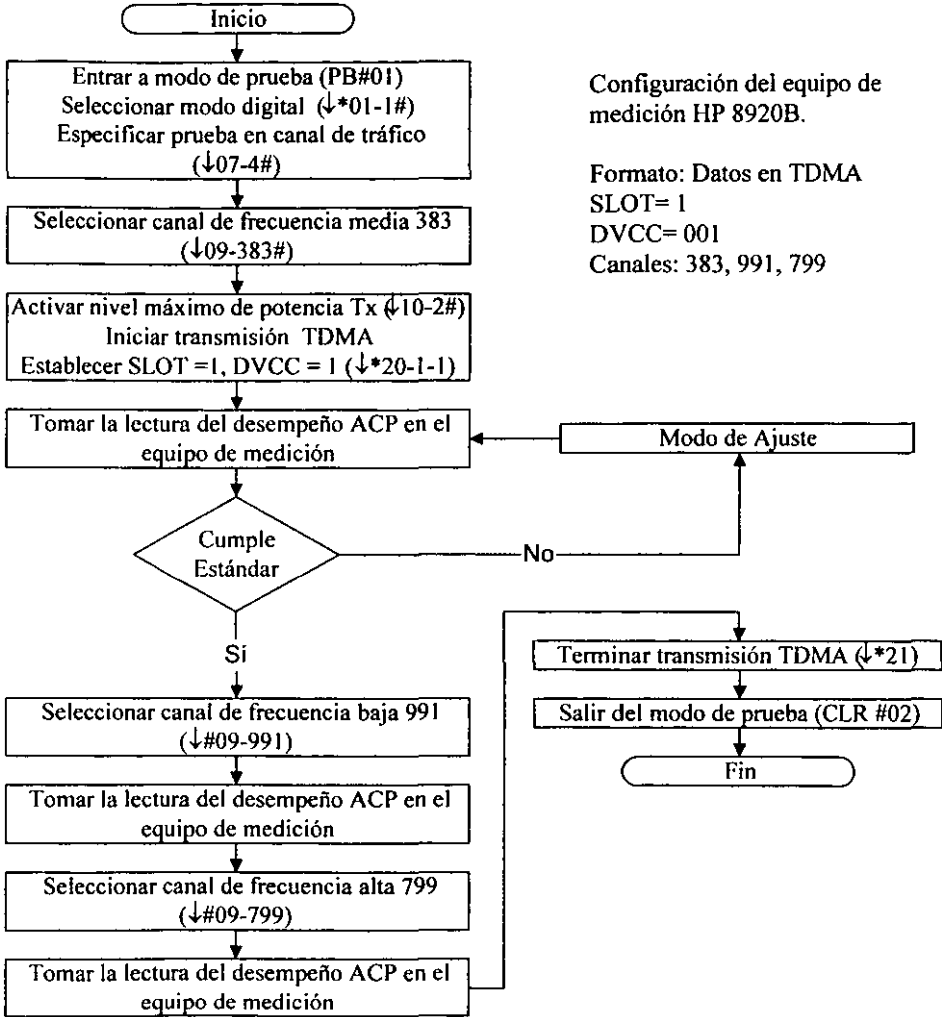 Inicio
Entrar a modo de prueba (PB#01)
Seleccionar modo digital (↓*01-1#)
Especificar prueba en canal de tráfico
(↓07-4#)
Seleccionar canal de frecuencia media 383
(↓09-383#)
Activar nivel máximo de potencia Tx (↓10-2#)
Iniciar transmisión TDMA
Establecer SLOT =1, DVCC = 1 (↓*20-1-1)
Tomar la lectura del desempeño ACP en el
equipo de medición
Modo de Ajuste
Cumple
Estándar
No
Sí
Seleccionar canal de frecuencia baja 991
(↓#09-991)
Tomar la lectura del desempeño ACP en el
equipo de medición
Seleccionar canal de frecuencia alta 799
(↓#09-799)
Tomar la lectura del desempeño ACP en el
equipo de medición
Terminar transmisión TDMA (↓*21)
Salir del modo de prueba (CLR #02)
Fin
Configuración del equipo de
medición HP 8920B.
Formato: Datos en TDMA
SLOT= 1
DVCC= 001
Canales: 383, 991, 799